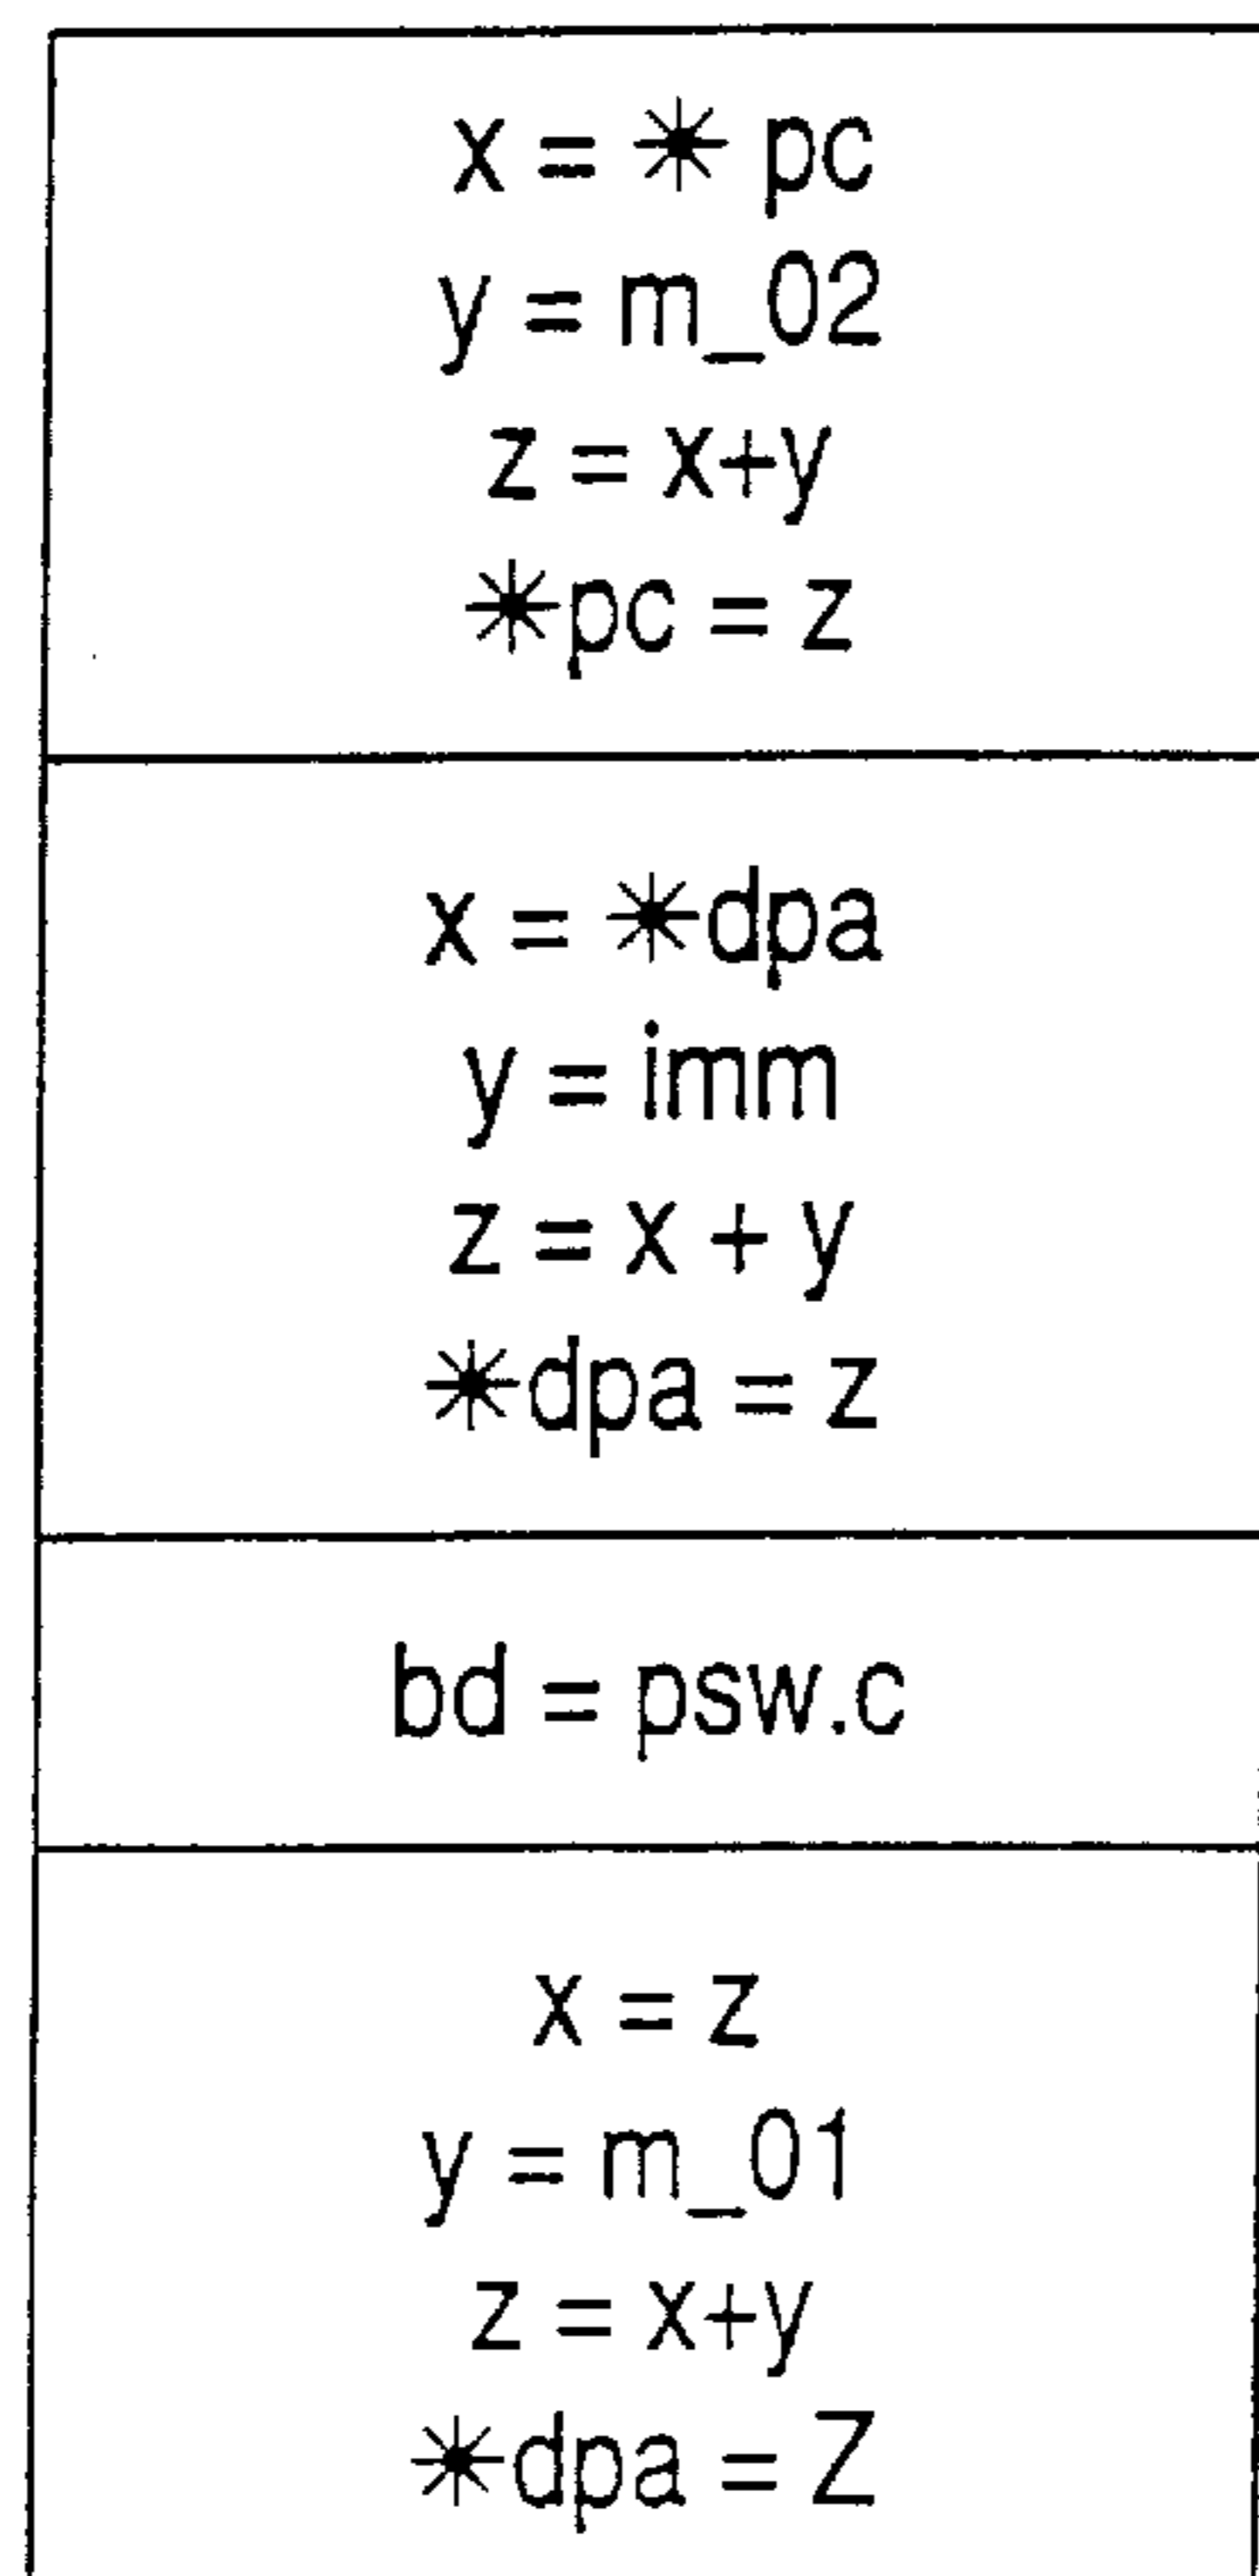 x = * pc
y = m_02
z = x+y
*pc = z
x = *dpa
y = imm
z = x + y
*dpa = z
bd = psw.c
x = z
y = m_01
z = x+y
*dpa = Z